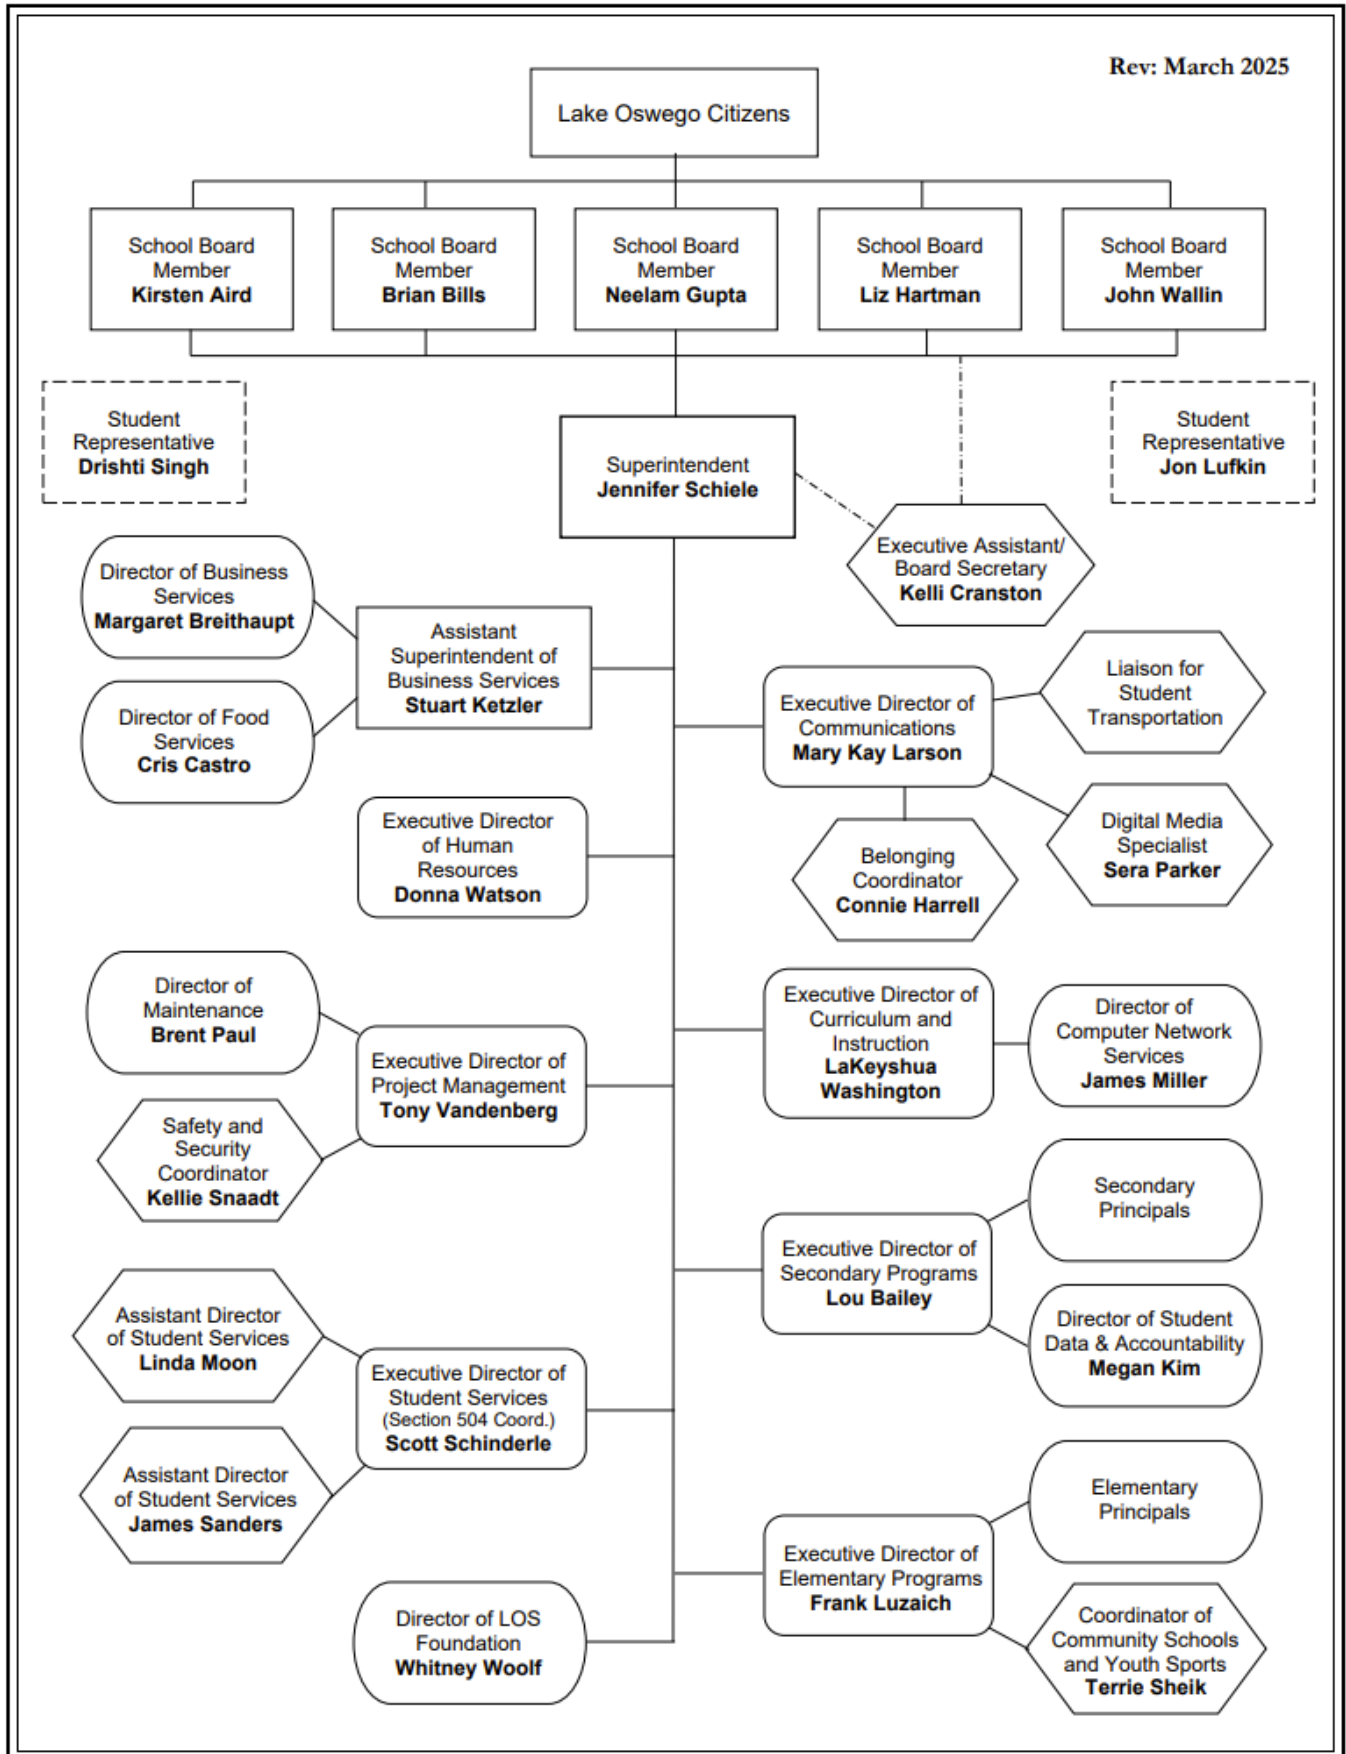 Rev: March 2025
Lake Oswego Citizens
School Board
Member
Kirsten Aird
School Board
Member
Brian Bills
School Board
Member
Neelam Gupta
School Board
Member
Liz Hartman
School Board
Member
John Wallin
Student
Representative
Drishti Singh
Superintendent
Jennifer Schiele
Student
Representative
Jon Lufkin
Executive Assistant/
Board Secretary
Kelli Cranston
Director of Business
Services
Margaret Breithaupt
Assistant
Superintendent of
Business Services
Stuart Ketzler
Director of Food
Services
Cris Castro
Executive Director of
Communications
Mary Kay Larson
Liaison for
Student
Transportation
Digital Media
Specialist
Sera Parker
Belonging
Coordinator
Connie Harrell
Executive Director
of Human
Resources
Donna Watson
Director of
Maintenance
Brent Paul
Executive Director of
Project Management
Tony Vandenberg
Safety and
Security
Coordinator
Kellie Snaadt
Executive Director of
Curriculum and
Instruction
LaKeyshua
Washington
Director of
Computer Network
Services
James Miller
Secondary
Principals
Executive Director of
Secondary Programs
Lou Bailey
Director of Student
Data & Accountability
Megan Kim
Assistant Director
of Student Services
Linda Moon
Executive Director of
Student Services
(Section 504 Coord.)
Scott Schinderle
Assistant Director
of Student Services
James Sanders
Elementary
Principals
Executive Director of
Elementary Programs
Frank Luzaich
Coordinator of
Community Schools
and Youth Sports
Terrie Sheik
Director of LOS
Foundation
Whitney Woolf